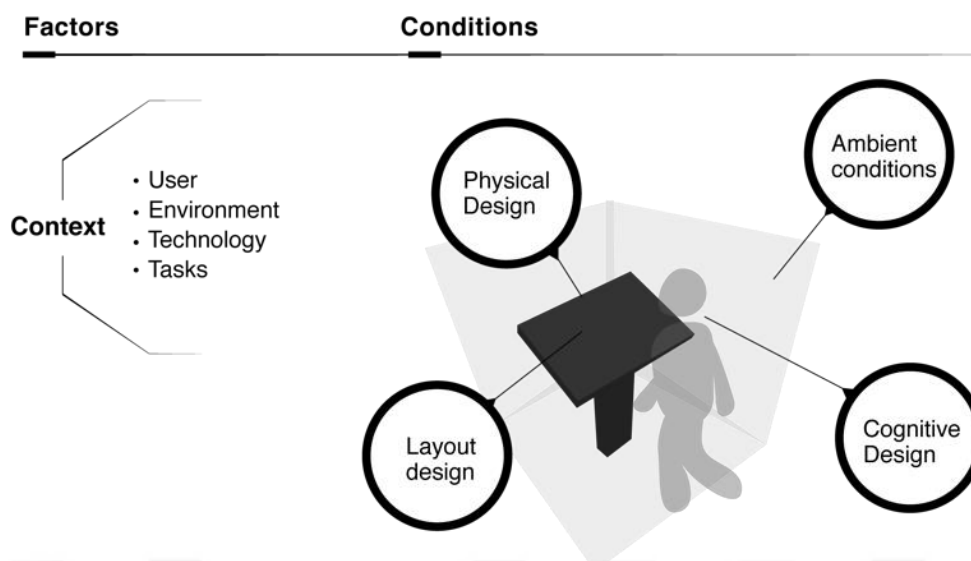 Factors
Conditions
Context
• User
• Environment
• Technology
• Tasks
Physical
Design
Ambient
conditions
Layout
design
Cognitive
Design